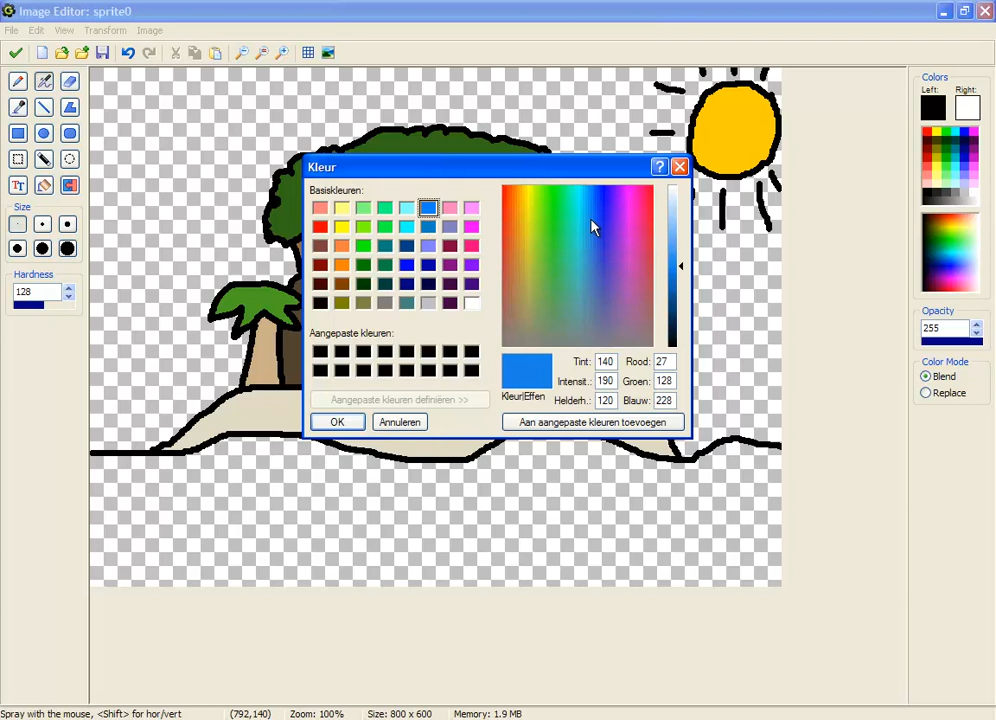 Image Editor: sprite0
File Edit View Transform Image
Size
Hardness
128
Kleur
Basiskleuren:
Aangepaste kleuren:
Aangepaste kleuren definiëren >>
OK Annuleren
Kleur|Effen
Tint: 140 Rood: 27
Intensit.: 190 Groen: 128
Helderh.: 120 Blauw: 228
Aan aangepaste kleuren toevoegen
Colors
Left: Right:
Opacity
255
Color Mode
Blend
Replace
Spray with the mouse, <Shift> for hor/vert (792,140) Zoom: 100% Size: 800 x 600 Memory: 1.9 MB